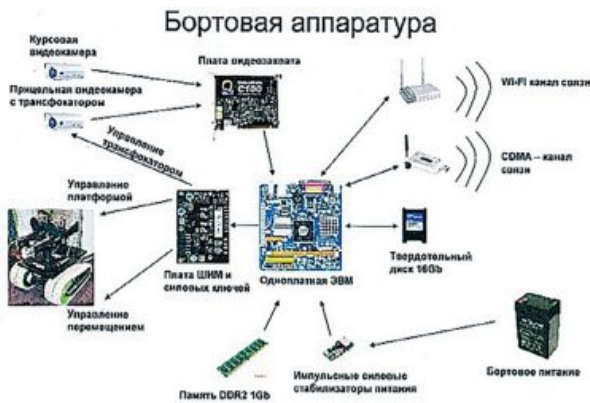 Бортовая аппаратура
Курсовая
видеокамера
Прицельная видеокамера
с трансфокатором
Плата видеозахвата
Wi-Fi канал связи
CDMA – канал
связи
Управление
трансфокатором
Управление
платформой
Плата ШИМ и
силовых ключей
Одноплатная ЭВМ
Твердотельный
диск 16Gb
Управление
перемещением
Память DDR2 1Gb
Импульсные силовые
стабилизаторы питания
Бортовое питание